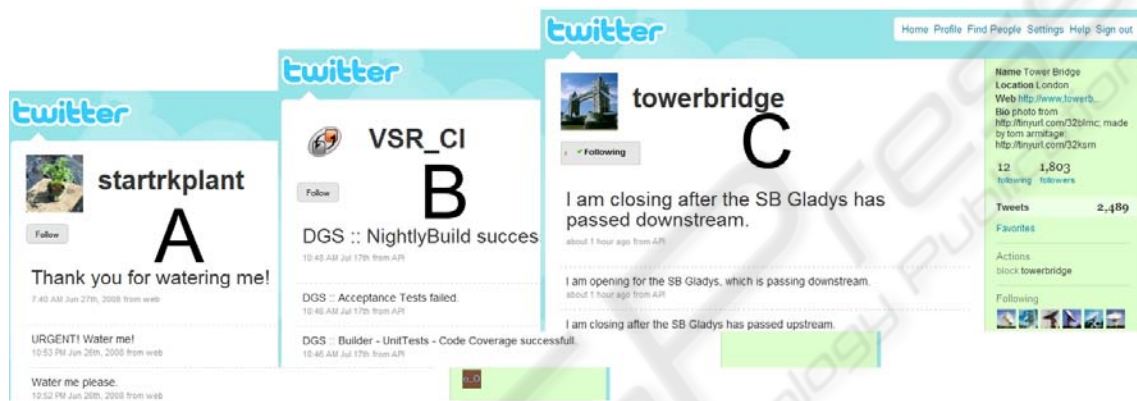 twitter
startrkplant
Follow
A
Thank you for watering me!
7:40 AM Jun 27th, 2008 from web
URGENT! Water me!
10:53 PM Jun 26th, 2008 from web
Water me please.
10:52 PM Jun 26th, 2008 from web
twitter
VSR_CI
Follow
B
DGS :: NightlyBuild succes
10:48 AM Jul 17th from API
DGS :: Acceptance Tests failed.
10:46 AM Jul 17th from API
DGS :: Builder - UnitTests - Code Coverage successfull.
10:46 AM Jul 17th from API
twitter
Home Profile Find People Settings Help Sign out
towerbridge
Following
C
I am closing after the SB Gladys has
passed downstream.
about 1 hour ago from API
I am opening for the SB Gladys, which is passing downstream.
about 1 hour ago from API
I am closing after the SB Gladys has passed upstream.
Name Tower Bridge
Location London
Web http://www.towerb...
Bio photo from
http://tinyurl.com/32blmc; made
by tom armitage:
http://tinyurl.com/32ksrn
12 1,803
following followers
Tweets 2,489
Favorites
Actions
block towerbridge
Following